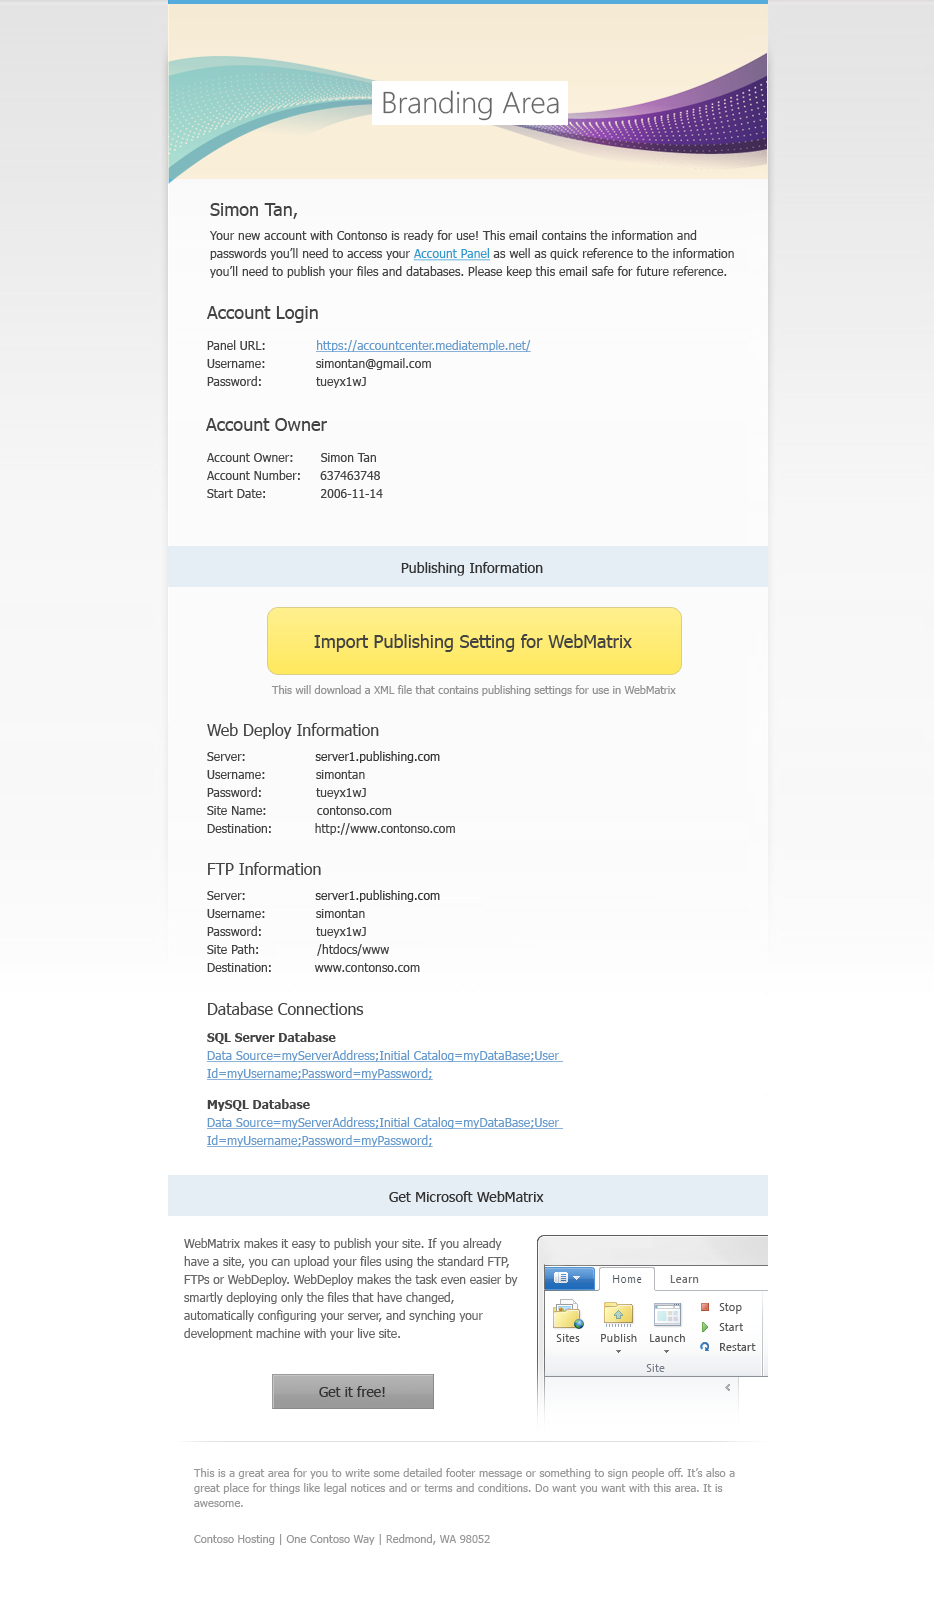 Branding Area
Simon Tan,
Your new account with Contonso is ready for use! This email contains the information and
passwords you'll need to access your Account Panel as well as quick reference to the information
you'll need to publish your files and databases. Please keep this email safe for future reference.
Account Login
Panel URL: https://accountcenter.mediatemple.net/
Username: simontan@gmail.com
Password: tueyx1wJ
Account Owner
Account Owner: Simon Tan
Account Number: 637463748
Start Date: 2006-11-14
Publishing Information
Import Publishing Setting for WebMatrix
This will download a XML file that contains publishing settings for use in WebMatrix
Web Deploy Information
Server: server1.publishing.com
Username: simontan
Password: tueyx1wJ
Site Name: contonso.com
Destination: http://www.contonso.com
FTP Information
Server: server1.publishing.com
Username: simontan
Password: tueyx1wJ
Site Path: /htdocs/www
Destination: www.contonso.com
Database Connections
SQL Server Database
Data Source=myServerAddress;Initial Catalog=myDataBase;User
Id=myUsername;Password=myPassword;
MySQL Database
Data Source=myServerAddress;Initial Catalog=myDataBase;User
Id=myUsername;Password=myPassword;
Get Microsoft WebMatrix
WebMatrix makes it easy to publish your site. If you already
have a site, you can upload your files using the standard FTP,
FTPs or WebDeploy. WebDeploy makes the task even easier by
smartly deploying only the files that have changed,
automatically configuring your server, and synching your
development machine with your live site.
Get it free!
Home Learn
Sites Publish Launch
Stop
Start
Restart
Site
This is a great area for you to write some detailed footer message or something to sign people off. It's also a
great place for things like legal notices and or terms and conditions. Do want you want with this area. It is
awesome.
Contoso Hosting | One Contoso Way | Redmond, WA 98052